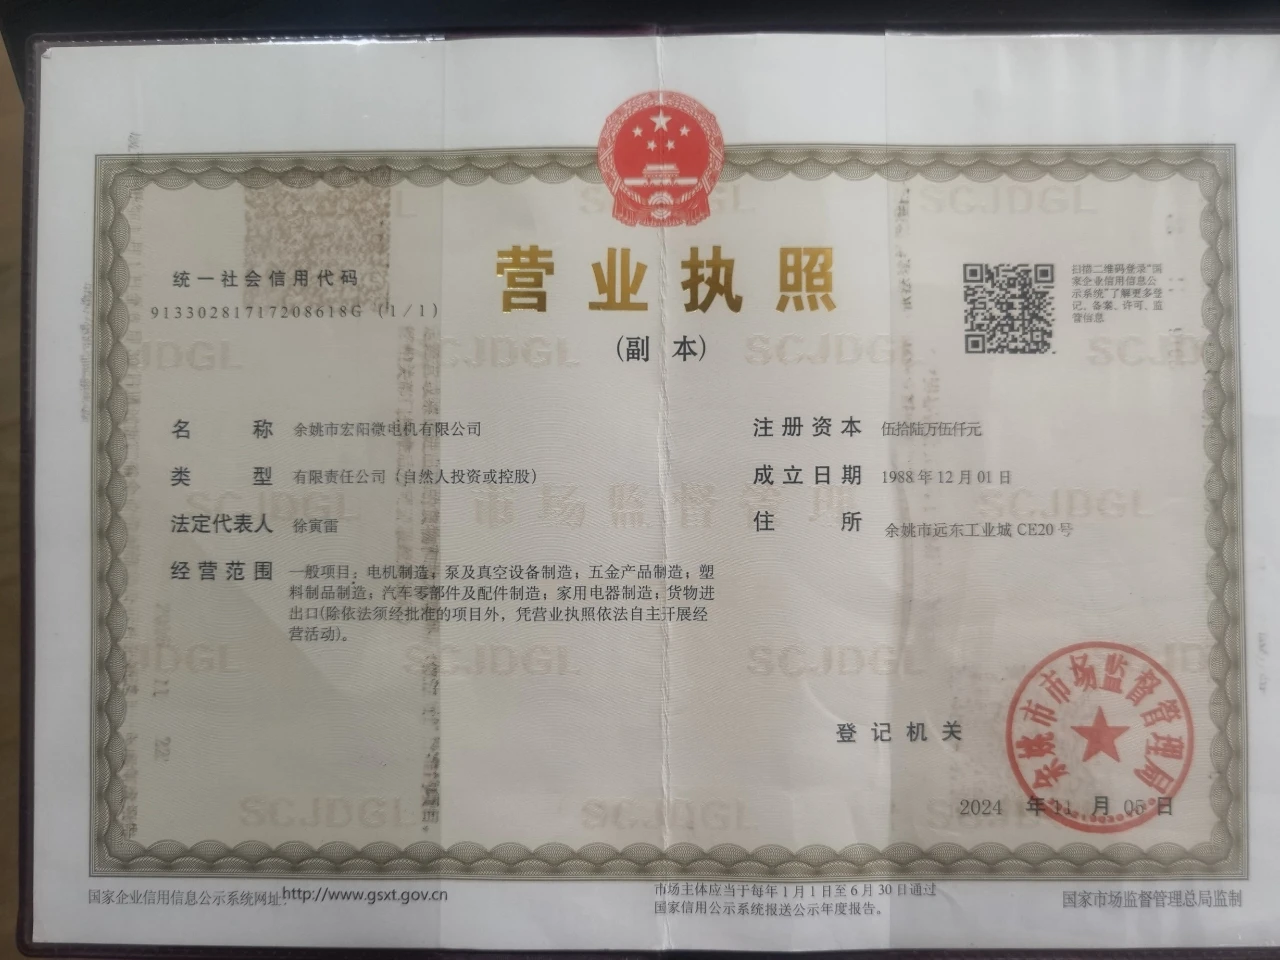 营业执照
(副 本)
统一社会信用代码
91330281717208618G (1/1)
扫描二维码登录“国
家企业信用信息公
示系统”了解更多登
记、备案、许可、监
管信息
名 称 余姚市宏阳微电机有限公司
类 型 有限责任公司（自然人投资或控股）
法定代表人 徐寅雷
经营范围 一般项目：电机制造；泵及真空设备制造；五金产品制造；塑
料制品制造；汽车零部件及配件制造；家用电器制造；货物进
出口(除依法须经批准的项目外，凭营业执照依法自主开展经
营活动)。
注册资本 伍拾陆万伍仟元
成立日期 1988年12月01日
住 所 余姚市远东工业城CE20号
登记机关
余姚市市场监督管理局
2024 年 11 月 05 日
国家企业信用信息公示系统网址:http://www.gsxt.gov.cn
市场主体应当于每年1月1日至6月30日通过
国家信用公示系统报送公示年度报告。
国家市场监督管理总局监制